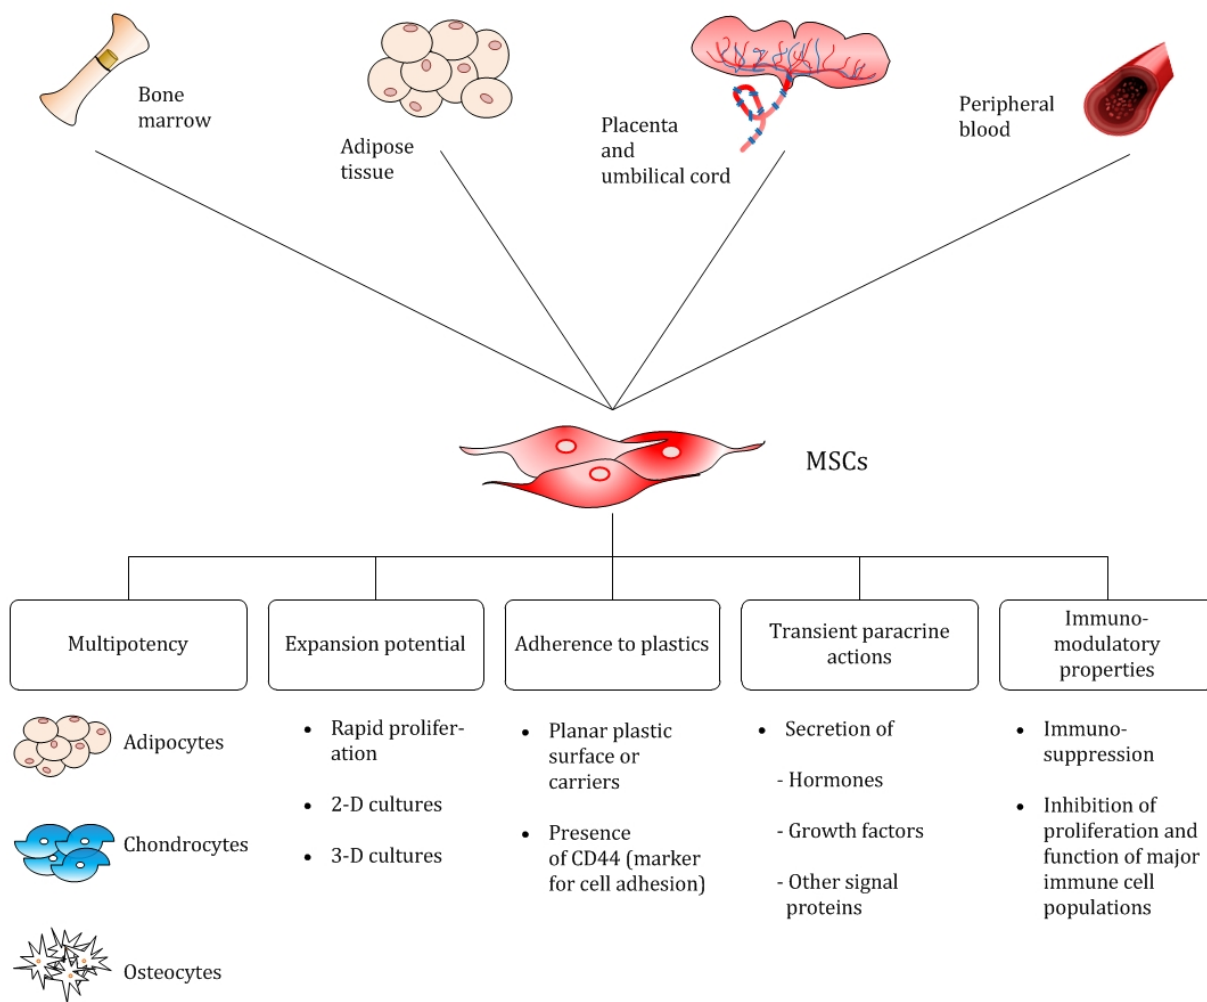 Bone
marrow
Adipose
tissue
Placenta
and
umbilical cord
Peripheral
blood
MSCs
Multipotency
Expansion potential
Adherence to plastics
Transient paracrine
actions
Immuno-
modulatory
properties
Adipocytes
Chondrocytes
Osteocytes
• Rapid prolifer-
ation
• 2-D cultures
• 3-D cultures
• Planar plastic
surface or
carriers
• Presence
of CD44 (marker
for cell adhesion)
• Secretion of
- Hormones
- Growth factors
- Other signal
proteins
• Immuno-
suppression
• Inhibition of
proliferation and
function of major
immune cell
populations